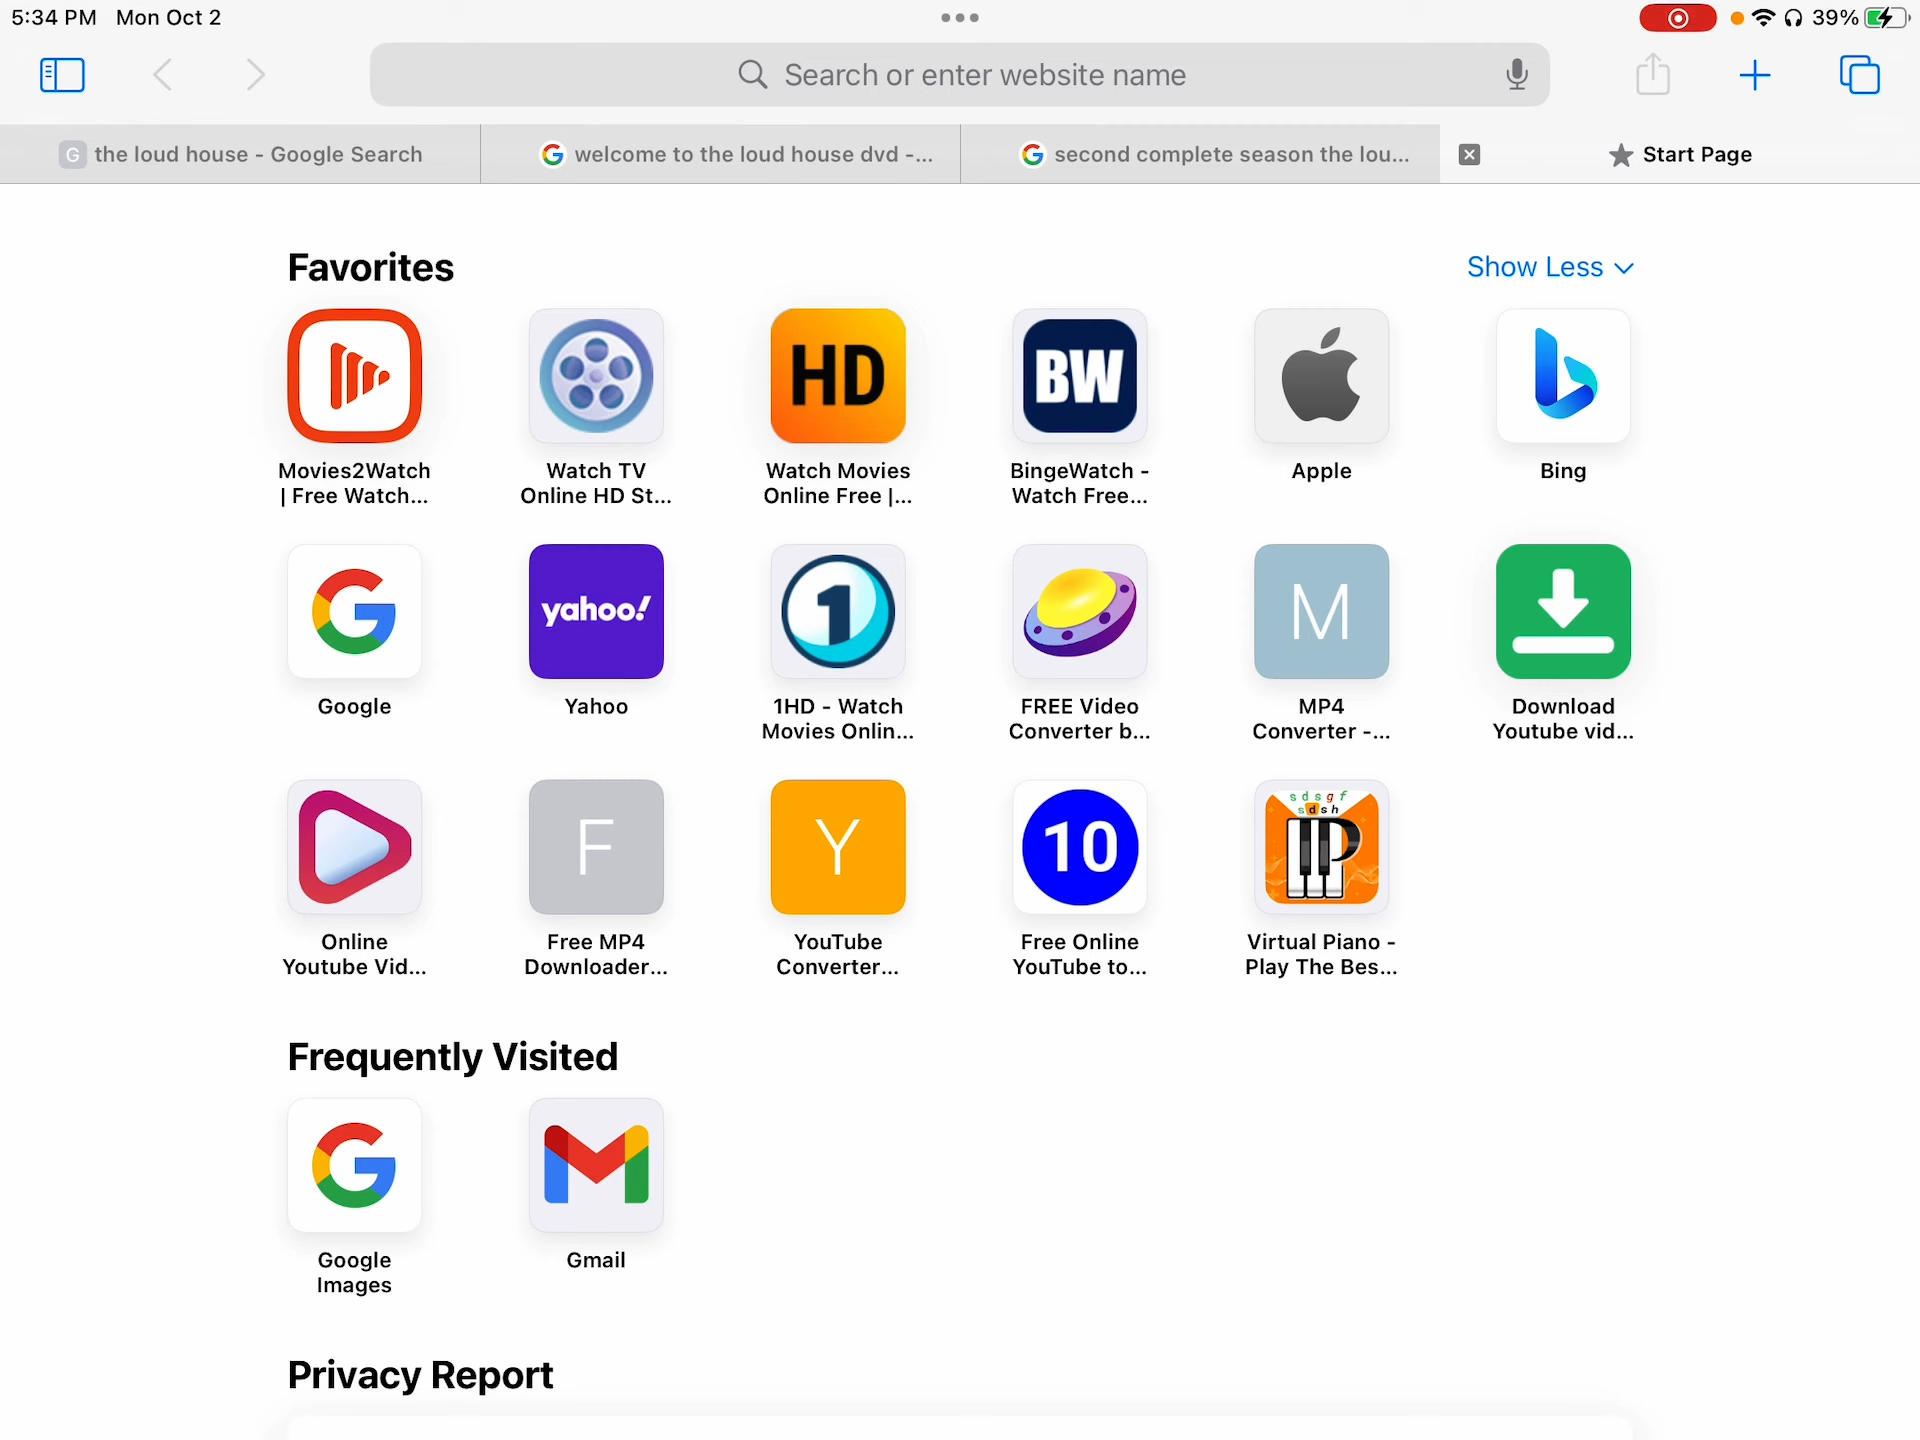 5:34 PM Mon Oct 2
39%
Search or enter website name
G the loud house - Google Search
welcome to the loud house dvd -...
second complete season the lou...
Start Page
Favorites
Show Less
HD
BW
Movies2Watch
| Free Watch...
Watch TV
Online HD St...
Watch Movies
Online Free |...
BingeWatch -
Watch Free...
Apple
Bing
yahoo!
1
M
Google
Yahoo
1HD - Watch
Movies Onlin...
FREE Video
Converter b...
MP4
Converter -...
Download
Youtube vid...
F
Y
10
s d s g f
s d s h
P
Online
Youtube Vid...
Free MP4
Downloader...
YouTube
Converter...
Free Online
YouTube to...
Virtual Piano -
Play The Bes...
Frequently Visited
Google
Images
Gmail
Privacy Report